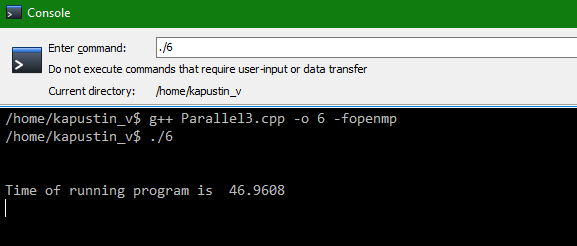 Console
Enter command:
./6
Do not execute commands that require user-input or data transfer
Current directory: /home/kapustin_v
/home/kapustin_v$ g++ Parallel3.cpp -o 6 -fopenmp
/home/kapustin_v$ ./6
Time of running program is  46.9608